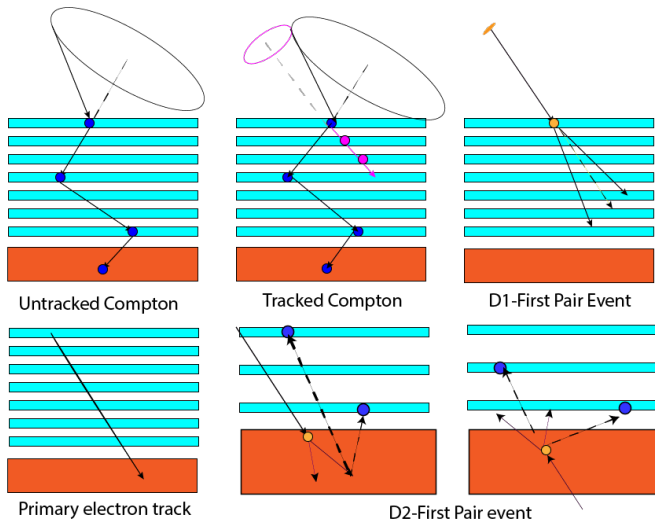 Untracked Compton
Tracked Compton
D1-First Pair Event
Primary electron track
D2-First Pair event